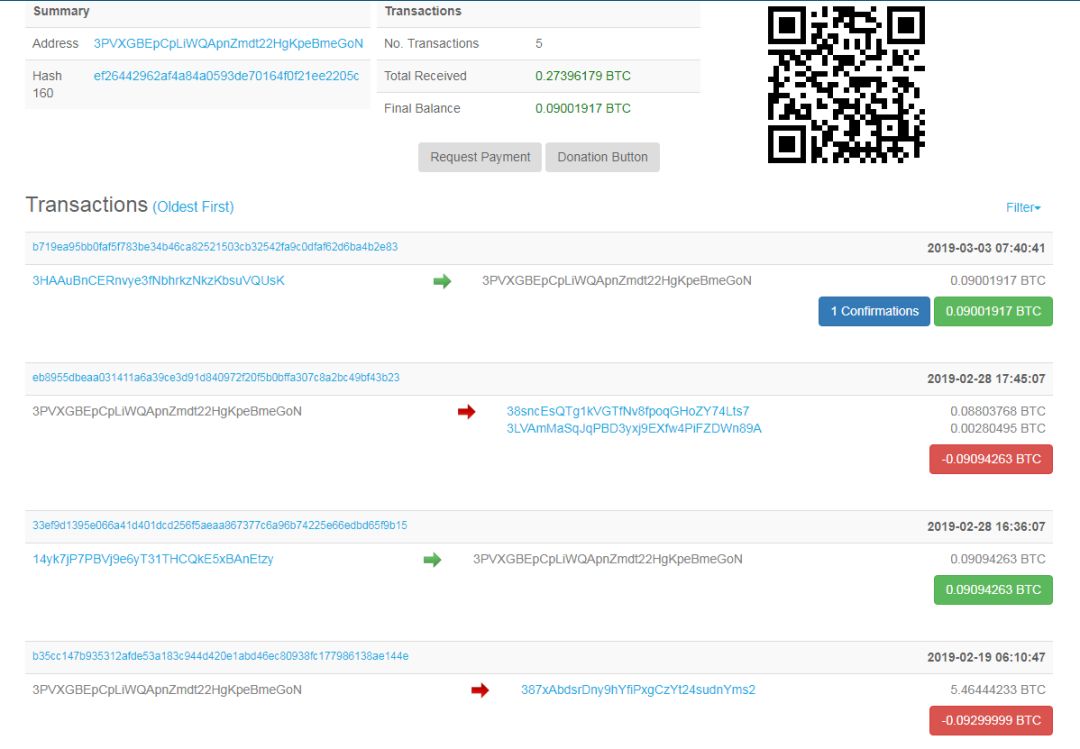 Summary
Address 3PVXGBEpCpLiWQApnZmdt22HgKpeBmeGoN
Hash 160 ef26442962af4a84a0593de70164f0f21ee2205c
Transactions
No. Transactions 5
Total Received 0.27396179 BTC
Final Balance 0.09001917 BTC
Request Payment Donation Button
Transactions (Oldest First) Filter
b719ea95bb0faf5f783be34b46ca82521503cb32542fa9c0dfaf62d6ba4b2e83 2019-03-03 07:40:41
3HAAuBnCERnvye3fNbhrkzNkzKbsuVQUsK 3PVXGBEpCpLiWQApnZmdt22HgKpeBmeGoN 0.09001917 BTC
1 Confirmations 0.09001917 BTC
eb8955dbeaa031411a6a39ce3d91d840972f20f5b0bffa307c8a2bc49bf43b23 2019-02-28 17:45:07
3PVXGBEpCpLiWQApnZmdt22HgKpeBmeGoN 38sncEsQTg1kVGTfNv8fpoqGHoZY74Lts7 0.08803768 BTC
3LVAmMaSqJqPBD3yxj9EXfw4PiFZDWn89A 0.00280495 BTC
-0.09094263 BTC
33ef9d1395e066a41d401dcd256f5aeaa867377c6a96b74225e66edbd65f9b15 2019-02-28 16:36:07
14yk7jP7PBVj9e6yT31THCQkE5xBAnEtzy 3PVXGBEpCpLiWQApnZmdt22HgKpeBmeGoN 0.09094263 BTC
0.09094263 BTC
b35cc147b935312afde53a183c944d420e1abd46ec80938fc177986138ae144e 2019-02-19 06:10:47
3PVXGBEpCpLiWQApnZmdt22HgKpeBmeGoN 387xAbdsrDny9hYfiPxgCzYt24sudnYms2 5.46444233 BTC
-0.09299999 BTC